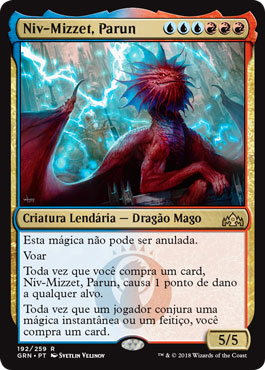 Niv-Mizzet, Parun
Criatura Lendária — Dragão Mago
Esta mágica não pode ser anulada.
Voar
Toda vez que você compra um card,
Niv-Mizzet, Parun, causa 1 ponto de dano
a qualquer alvo.
Toda vez que um jogador conjura uma
mágica instantânea ou um feitiço, você
compra um card.
5/5
192/259 R
GRN • PT Svetlin Velinov
™ & © 2018 Wizards of the Coast